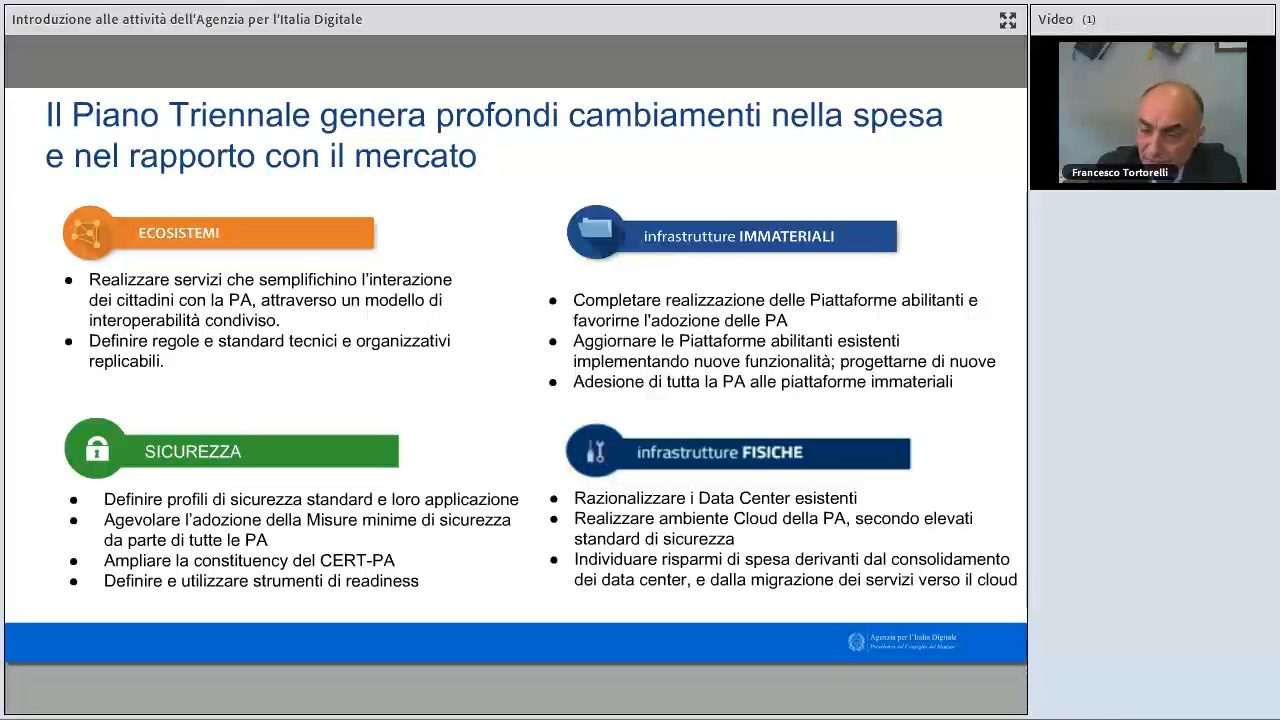 Introduzione alle attività dell'Agenzia per l'Italia Digitale
Video (1)
Francesco Tortorelli
Il Piano Triennale genera profondi cambiamenti nella spesa
e nel rapporto con il mercato
ECOSISTEMI
● Realizzare servizi che semplifichino l'interazione
dei cittadini con la PA, attraverso un modello di
interoperabilità condiviso.
● Definire regole e standard tecnici e organizzativi
replicabili.
infrastrutture IMMATERIALI
● Completare realizzazione delle Piattaforme abilitanti e
favorirne l'adozione delle PA
● Aggiornare le Piattaforme abilitanti esistenti
implementando nuove funzionalità; progettarne di nuove
● Adesione di tutta la PA alle piattaforme immateriali
SICUREZZA
● Definire profili di sicurezza standard e loro applicazione
● Agevolare l'adozione della Misure minime di sicurezza
da parte di tutte le PA
● Ampliare la constituency del CERT-PA
● Definire e utilizzare strumenti di readiness
infrastrutture FISICHE
● Razionalizzare i Data Center esistenti
● Realizzare ambiente Cloud della PA, secondo elevati
standard di sicurezza
● Individuare risparmi di spesa derivanti dal consolidamento
dei data center, e dalla migrazione dei servizi verso il cloud
Agenzia per l'Italia Digitale
Presidenza del Consiglio dei Ministri